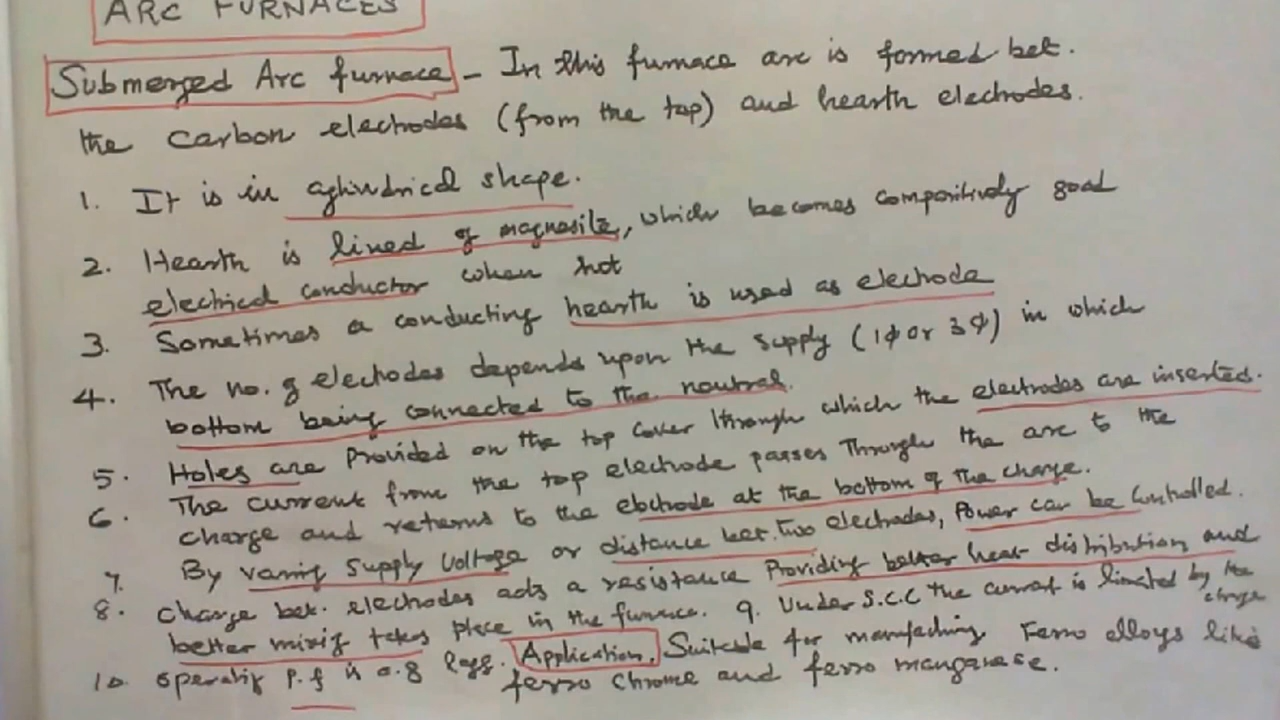 ARC FURNACES
Submerged Arc furnace - In this furnace arc is formed bet.
the carbon electrodes (from the top) and hearth electrodes.
1. It is in cylindrical shape.
2. Hearth is lined of magnasite, which becomes compositively good
electrical conductor when hot
3. Sometimes a conducting hearth is used as electrode
4. The no. of electrodes depends upon the supply (1φ or 3φ) in which
bottom being connected to the neutral.
5. Holes are provided on the top cover through which the electrodes are inserted.
6. The current from the top electrode passes through the arc to the
charge and returns to the electrode at the bottom of the charge.
7. By varing supply voltage or distance bet. two electrodes, Power can be Controlled.
8. Charge bet. electrodes acts a resistance Providing better heat distribution and
better mixig takes place in the furnace. 9. Under S.C.C the current is limated by the charge
10 operatig P.f is 0.8 lagg. Application. Suitable for manufacting Ferro alloys like
ferro chrome and ferro manganese.